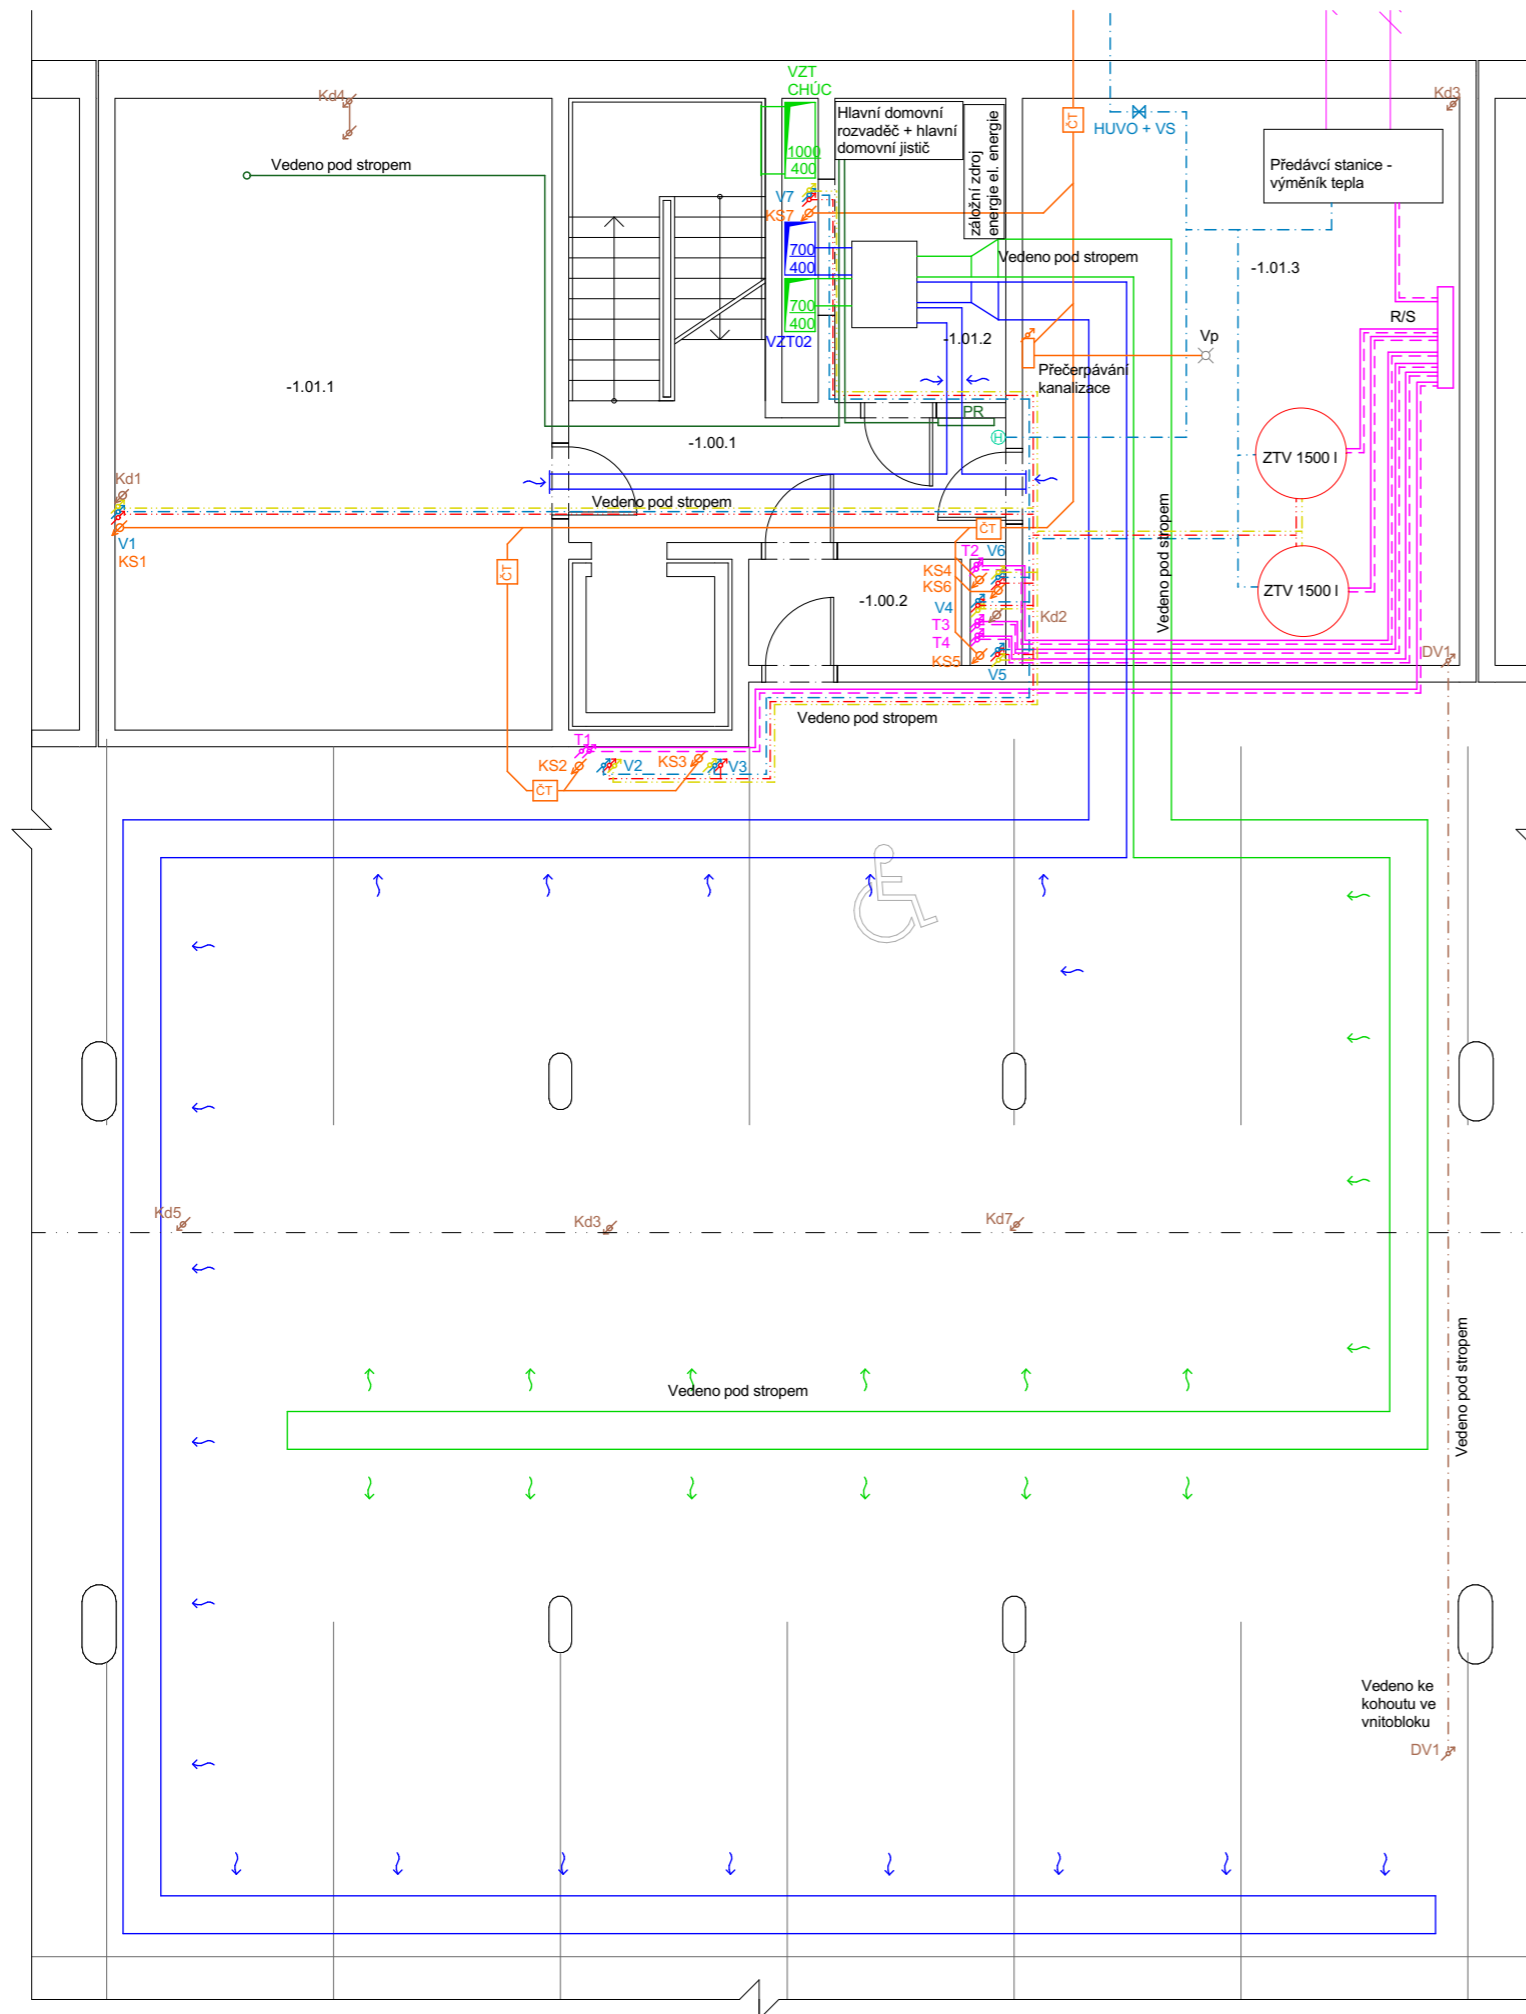 VZT
CHÚC
Kd4
Kd3
Hlavní domovní
rozvaděč + hlavní
domovní jistič
záložní zdroj
energie el. energie
ČT
HUVO + VS
Předávcí stanice -
výměník tepla
Vedeno pod stropem
1000
400
V7
KS7
700
400
Vedeno pod stropem
-1.01.3
700
400
VZT02
-1.01.2
R/S
Vp
Přečerpávání
kanalizace
-1.01.1
PR
-1.00.1
H
ZTV 1500 l
Kd1
Vedeno pod stropem
V1
KS1
ČT
ČT
T2
V6
KS4
KS6
V4
-1.00.2
Kd2
T3
T4
KS5
V5
ZTV 1500 l
Vedeno pod stropem
DV1
Vedeno pod stropem
T1
KS2
V2
KS3
V3
ČT
Kd5
Kd3
Kd7
Vedeno pod stropem
Vedeno pod stropem
Vedeno ke
kohoutu ve
vnitobloku
DV1